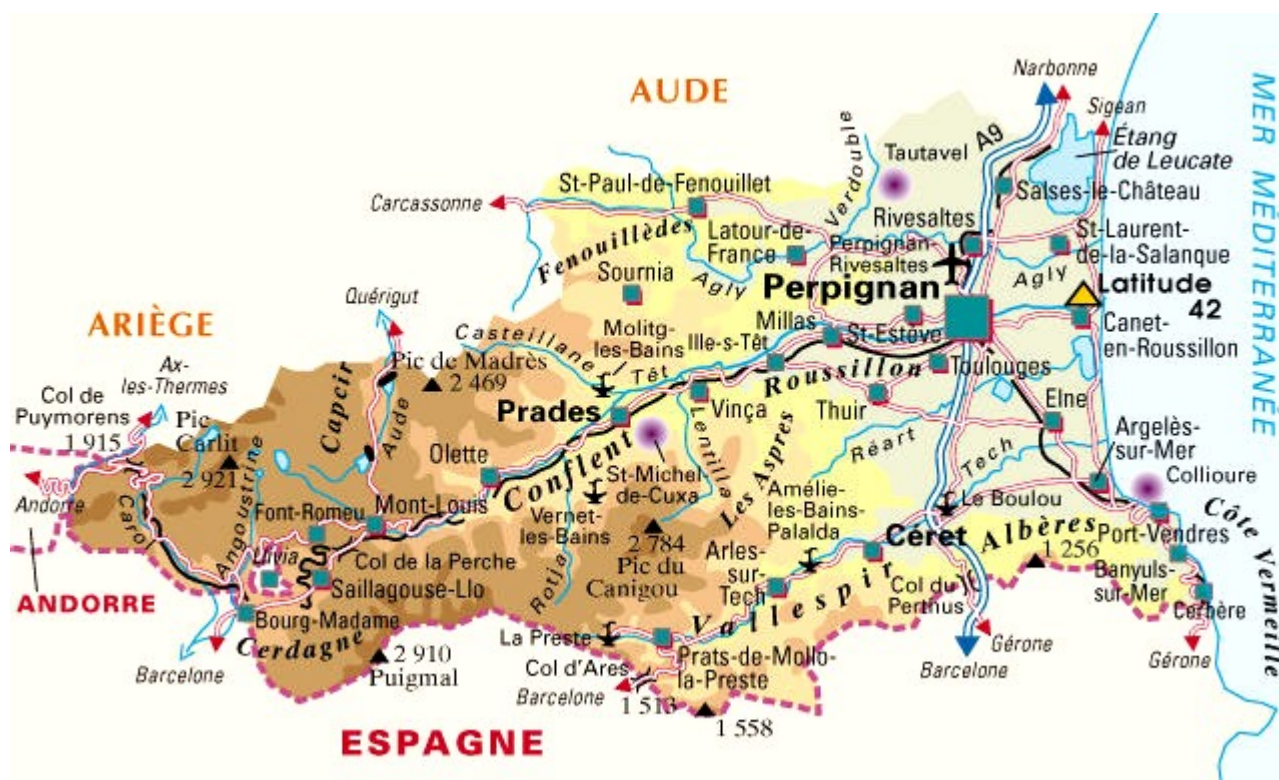 Narbonne
AUDE
Sigean
MER MÉDITERRANÉE
Verdouble
Tautavel
A9
Étang
de Leucate
St-Paul-de-Fenouillet
Salses-le-Château
Carcassonne
Rivesaltes
Fenouillèdes
Latour-de-
France
Perpignan-
Rivesaltes
St-Laurent-
de-la-Salanque
Sournia
Agly
Agly
Quérigut
Perpignan
Latitude
42
ARIÈGE
Casteillane
Molitg-
les-Bains
Ille-s-Têt
Millas
St-Estève
Canet-
en-Roussillon
Ax-
les-Thermes
Pic de Madrès
2 469
Têt
Roussillon
Toulouges
Col de
Puymorens
1 915
Pic
Carlit
2 921
Capcir
Aude
Prades
Vinça
Thuir
Elne
Olette
Conflent
Lentilla
Les Aspres
Réart
Tech
Argelès-
sur-Mer
Collioure
Andorre
Carol
Angoustrine
Font-Romeu
Mont-Louis
St-Michel-
de-Cuxa
Vernet-
les-Bains
Amélie-
les-Bains-
Palalda
Le Boulou
Céret
Albères
1 256
Port-Vendres
Côte Vermeille
Llivia
Col de la Perche
2 784
Pic du
Canigou
Arles-
sur-
Tech
Banyuls-
sur-Mer
ANDORRE
Saillagouse-Llo
Rotja
Vallespir
Col du
Perthus
Cerbère
Bourg-Madame
Cerdagne
La Preste
Gérone
Gérone
Barcelone
2 910
Puigmal
Col d'Ares
Prats-de-Mollo-
la-Preste
Barcelone
Barcelone
1 513
1 558
ESPAGNE